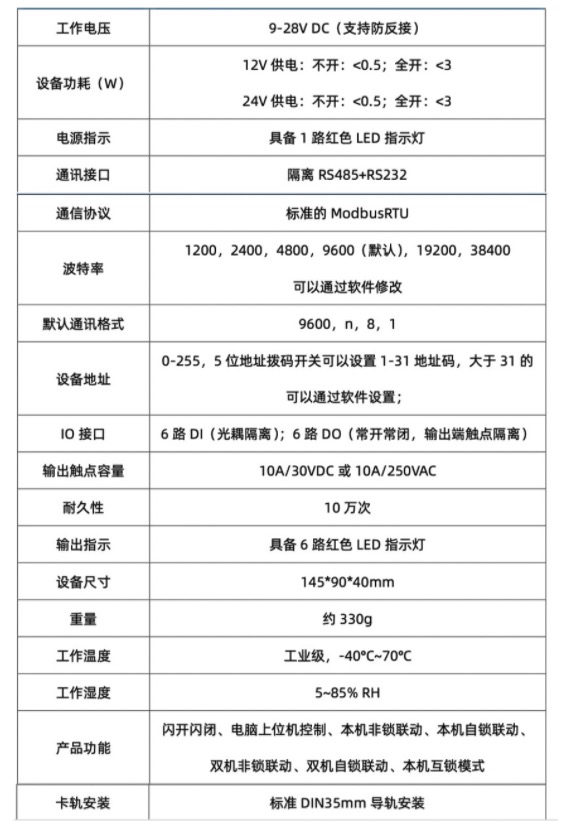 工作电压 9-28V DC（支持防反接）
设备功耗（W） 12V 供电：不开：<0.5；全开：<3
24V 供电：不开：<0.5；全开：<3
电源指示 具备 1 路红色 LED 指示灯
通讯接口 隔离 RS485+RS232
通信协议 标准的 ModbusRTU
波特率 1200，2400，4800，9600（默认），19200，38400
可以通过软件修改
默认通讯格式 9600，n，8，1
设备地址 0-255，5 位地址拨码开关可以设置 1-31 地址码，大于 31 的
可以通过软件设置；
IO 接口 6 路 DI（光耦隔离）；6 路 DO（常开常闭，输出端触点隔离）
输出触点容量 10A/30VDC 或 10A/250VAC
耐久性 10 万次
输出指示 具备 6 路红色 LED 指示灯
设备尺寸 145*90*40mm
重量 约 330g
工作温度 工业级，-40℃~70℃
工作湿度 5~85% RH
产品功能 闪开闪闭、电脑上位机控制、本机非锁联动、本机自锁联动、
双机非锁联动、双机自锁联动、本机互锁模式
卡轨安装 标准 DIN35mm 导轨安装